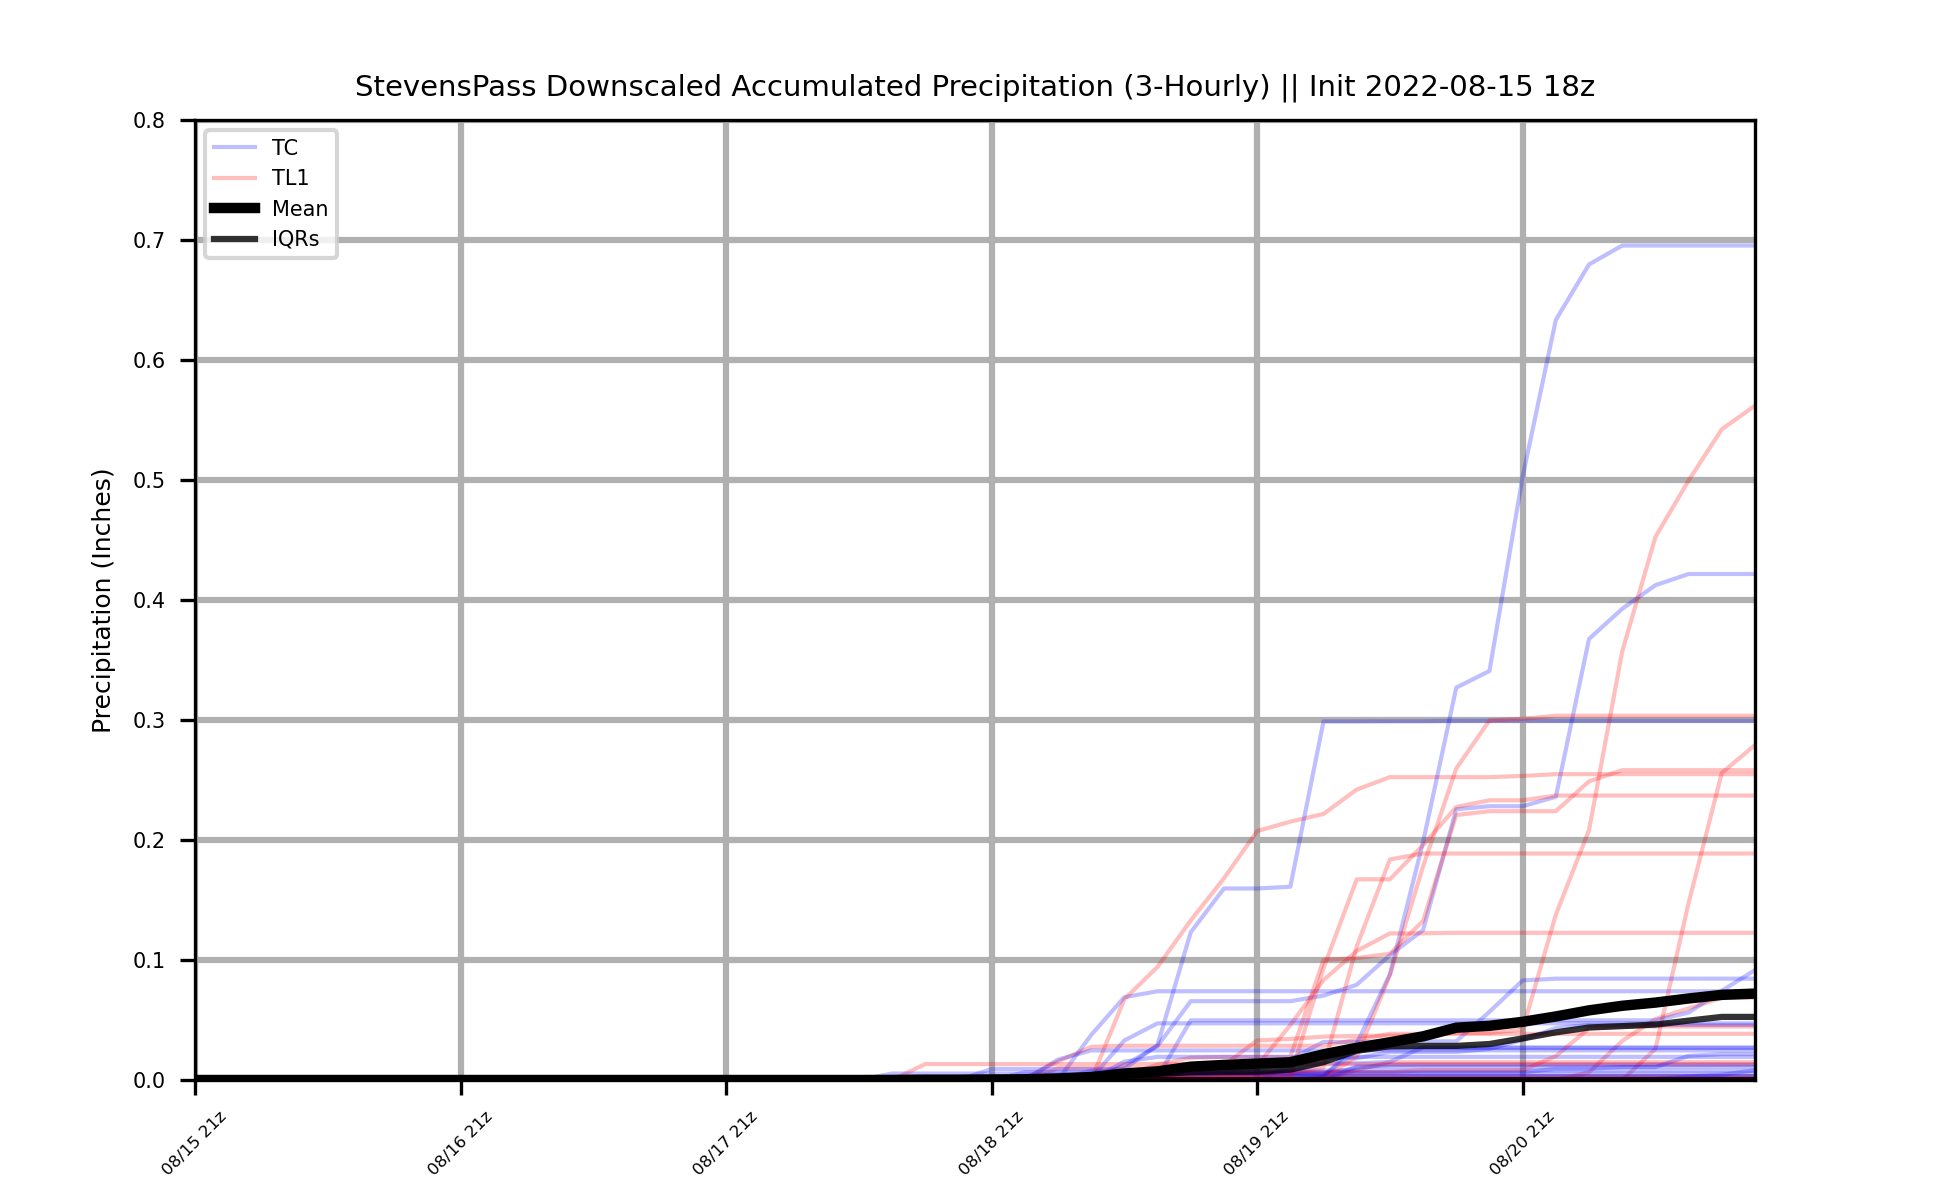 StevensPass Downscaled Accumulated Precipitation (3-Hourly) || Init 2022-08-15 18z
Precipitation (Inches)
0.8
0.7
0.6
0.5
0.4
0.3
0.2
0.1
0.0
TC
TL1
Mean
IQRs
08/15 21z
08/16 21z
08/17 21z
08/18 21z
08/19 21z
08/20 21z